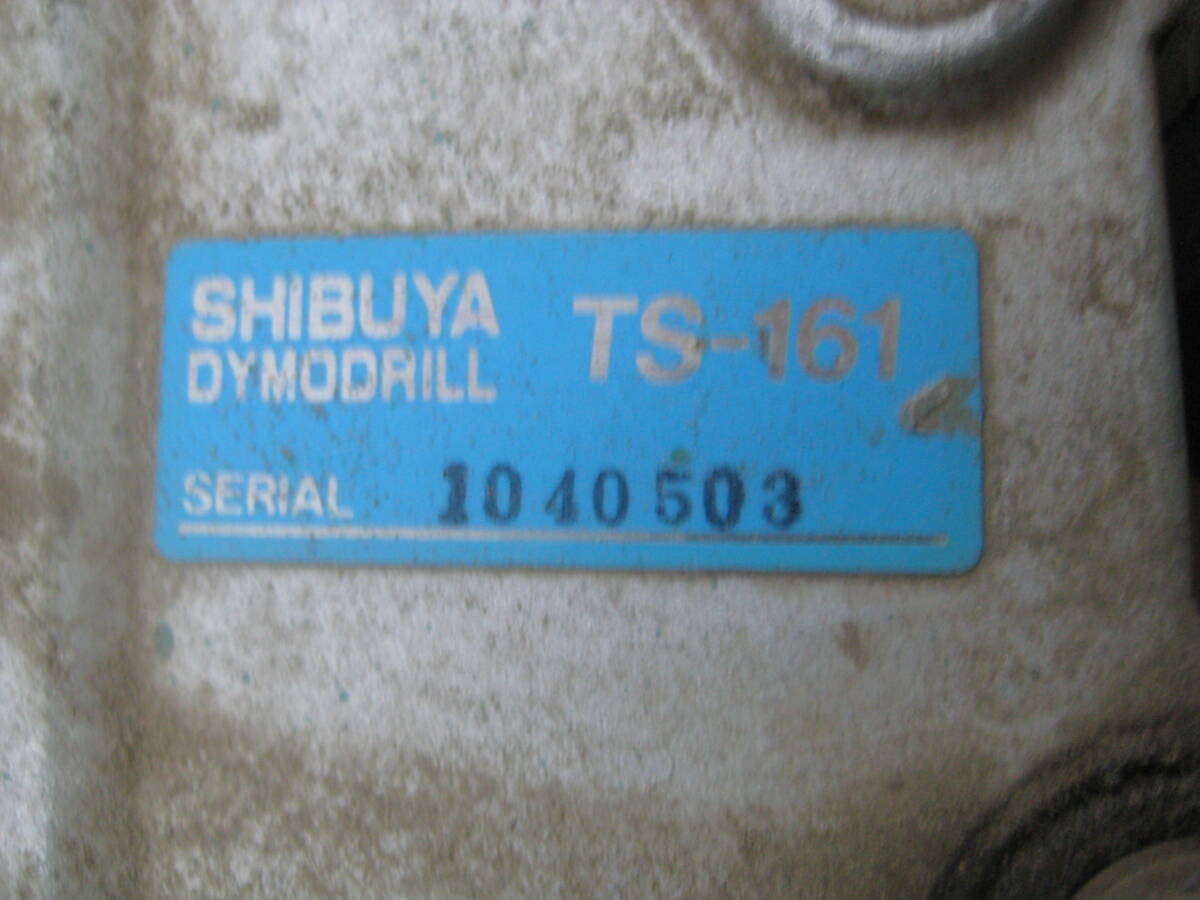 SHIBUYA
DYMODRILL
TS-161
SERIAL 1040503